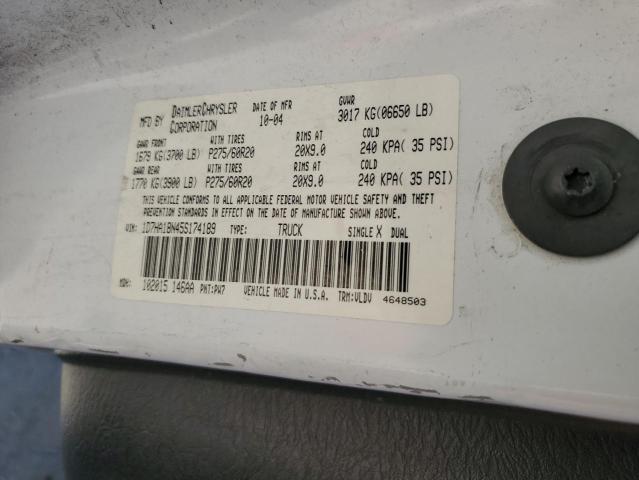 MFD BY DAIMLERCHRYSLER CORPORATION DATE OF MFR 10-04 GVWR 3017 KG(06650 LB)
GAWR FRONT WITH TIRES RIMS AT COLD
1679 KG(3700 LB) P275/60R20 20X9.0 240 KPA( 35 PSI)
GAWR REAR WITH TIRES RIMS AT COLD
1770 KG(3900 LB) P275/60R20 20X9.0 240 KPA( 35 PSI)
THIS VEHICLE CONFORMS TO ALL APPLICABLE FEDERAL MOTOR VEHICLE SAFETY AND THEFT
PREVENTION STANDARDS IN EFFECT ON THE DATE OF MANUFACTURE SHOWN ABOVE.
VIN: 1D7HA18N45S174189 TYPE: TRUCK SINGLE X DUAL
MDH: 102015 146AA PNT:PW7 VEHICLE MADE IN U.S.A. TRM:VLDV 4648503